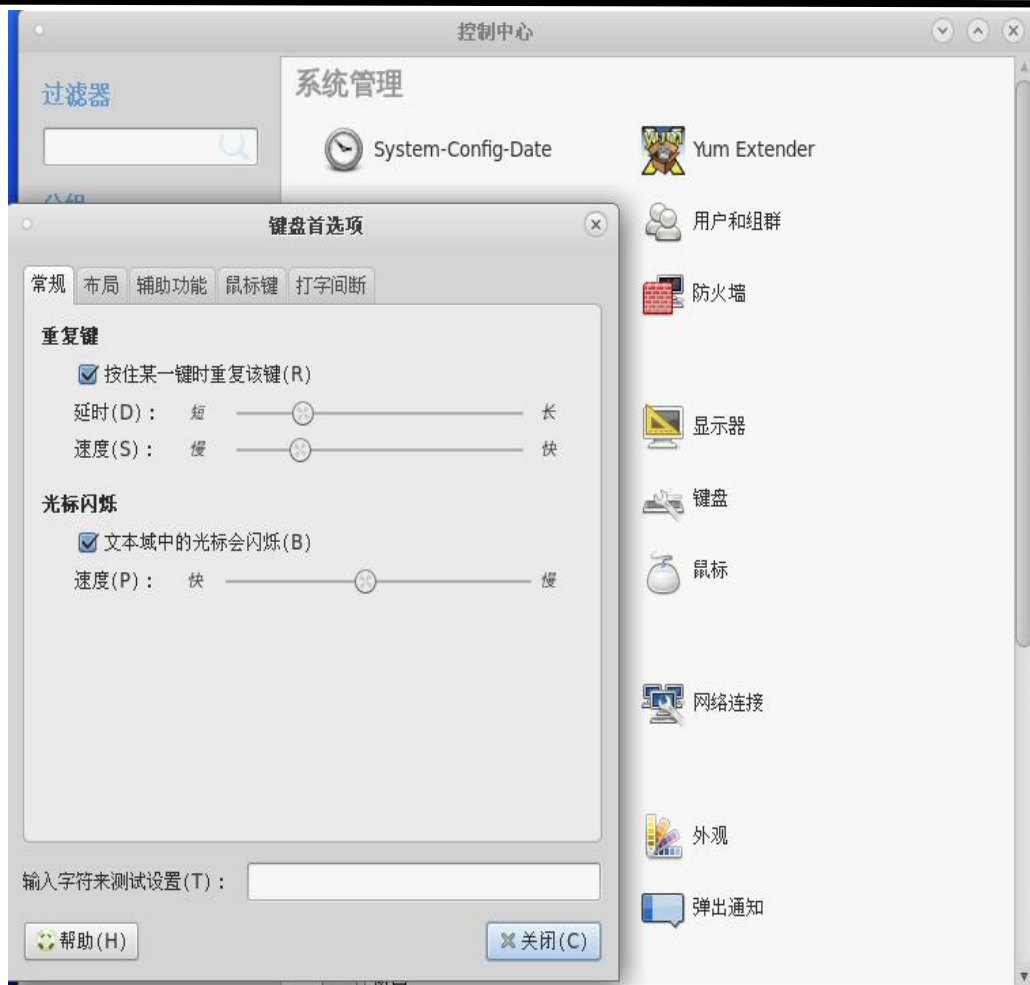 控制中心
过滤器
系统管理
System-Config-Date
Yum Extender
用户和组群
防火墙
显示器
键盘
鼠标
网络连接
外观
弹出通知
键盘首选项
常规 布局 辅助功能 鼠标键 打字间断
重复键
按住某一键时重复该键(R)
延时(D)： 短 长
速度(S)： 慢 快
光标闪烁
文本域中的光标会闪烁(B)
速度(P)： 快 慢
输入字符来测试设置(T)：
帮助(H) 关闭(C)